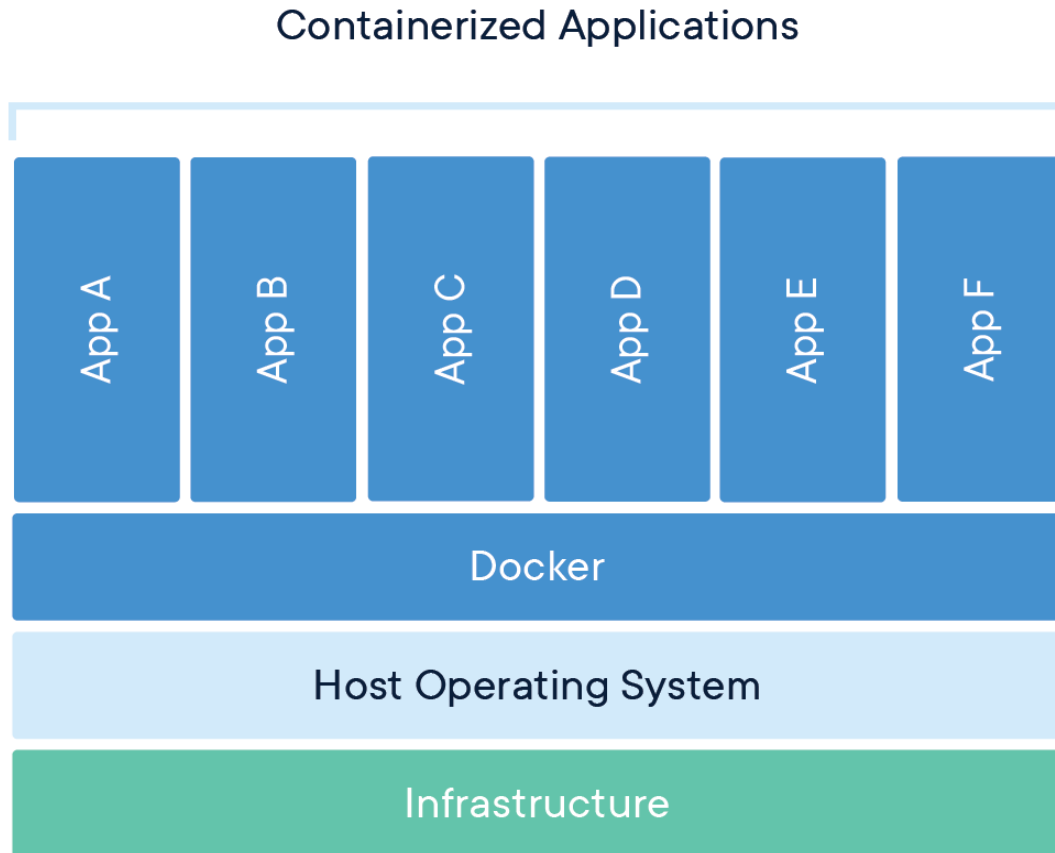 Containerized Applications
App A
App B
App C
App D
App E
App F
Docker
Host Operating System
Infrastructure